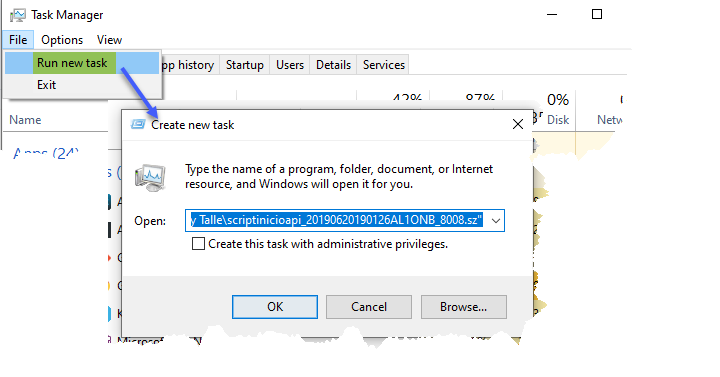 Task Manager
File Options View
Run new task
Exit
pp history Startup Users Details Services
42% 87% 0%
Name Disk Netw
Apps (24)
Create new task
Type the name of a program, folder, document, or Internet
resource, and Windows will open it for you.
Open: y Talle\scriptinicioapi_20190620190126AL1ONB_8008.sz"
Create this task with administrative privileges.
OK Cancel Browse...
Microsoft